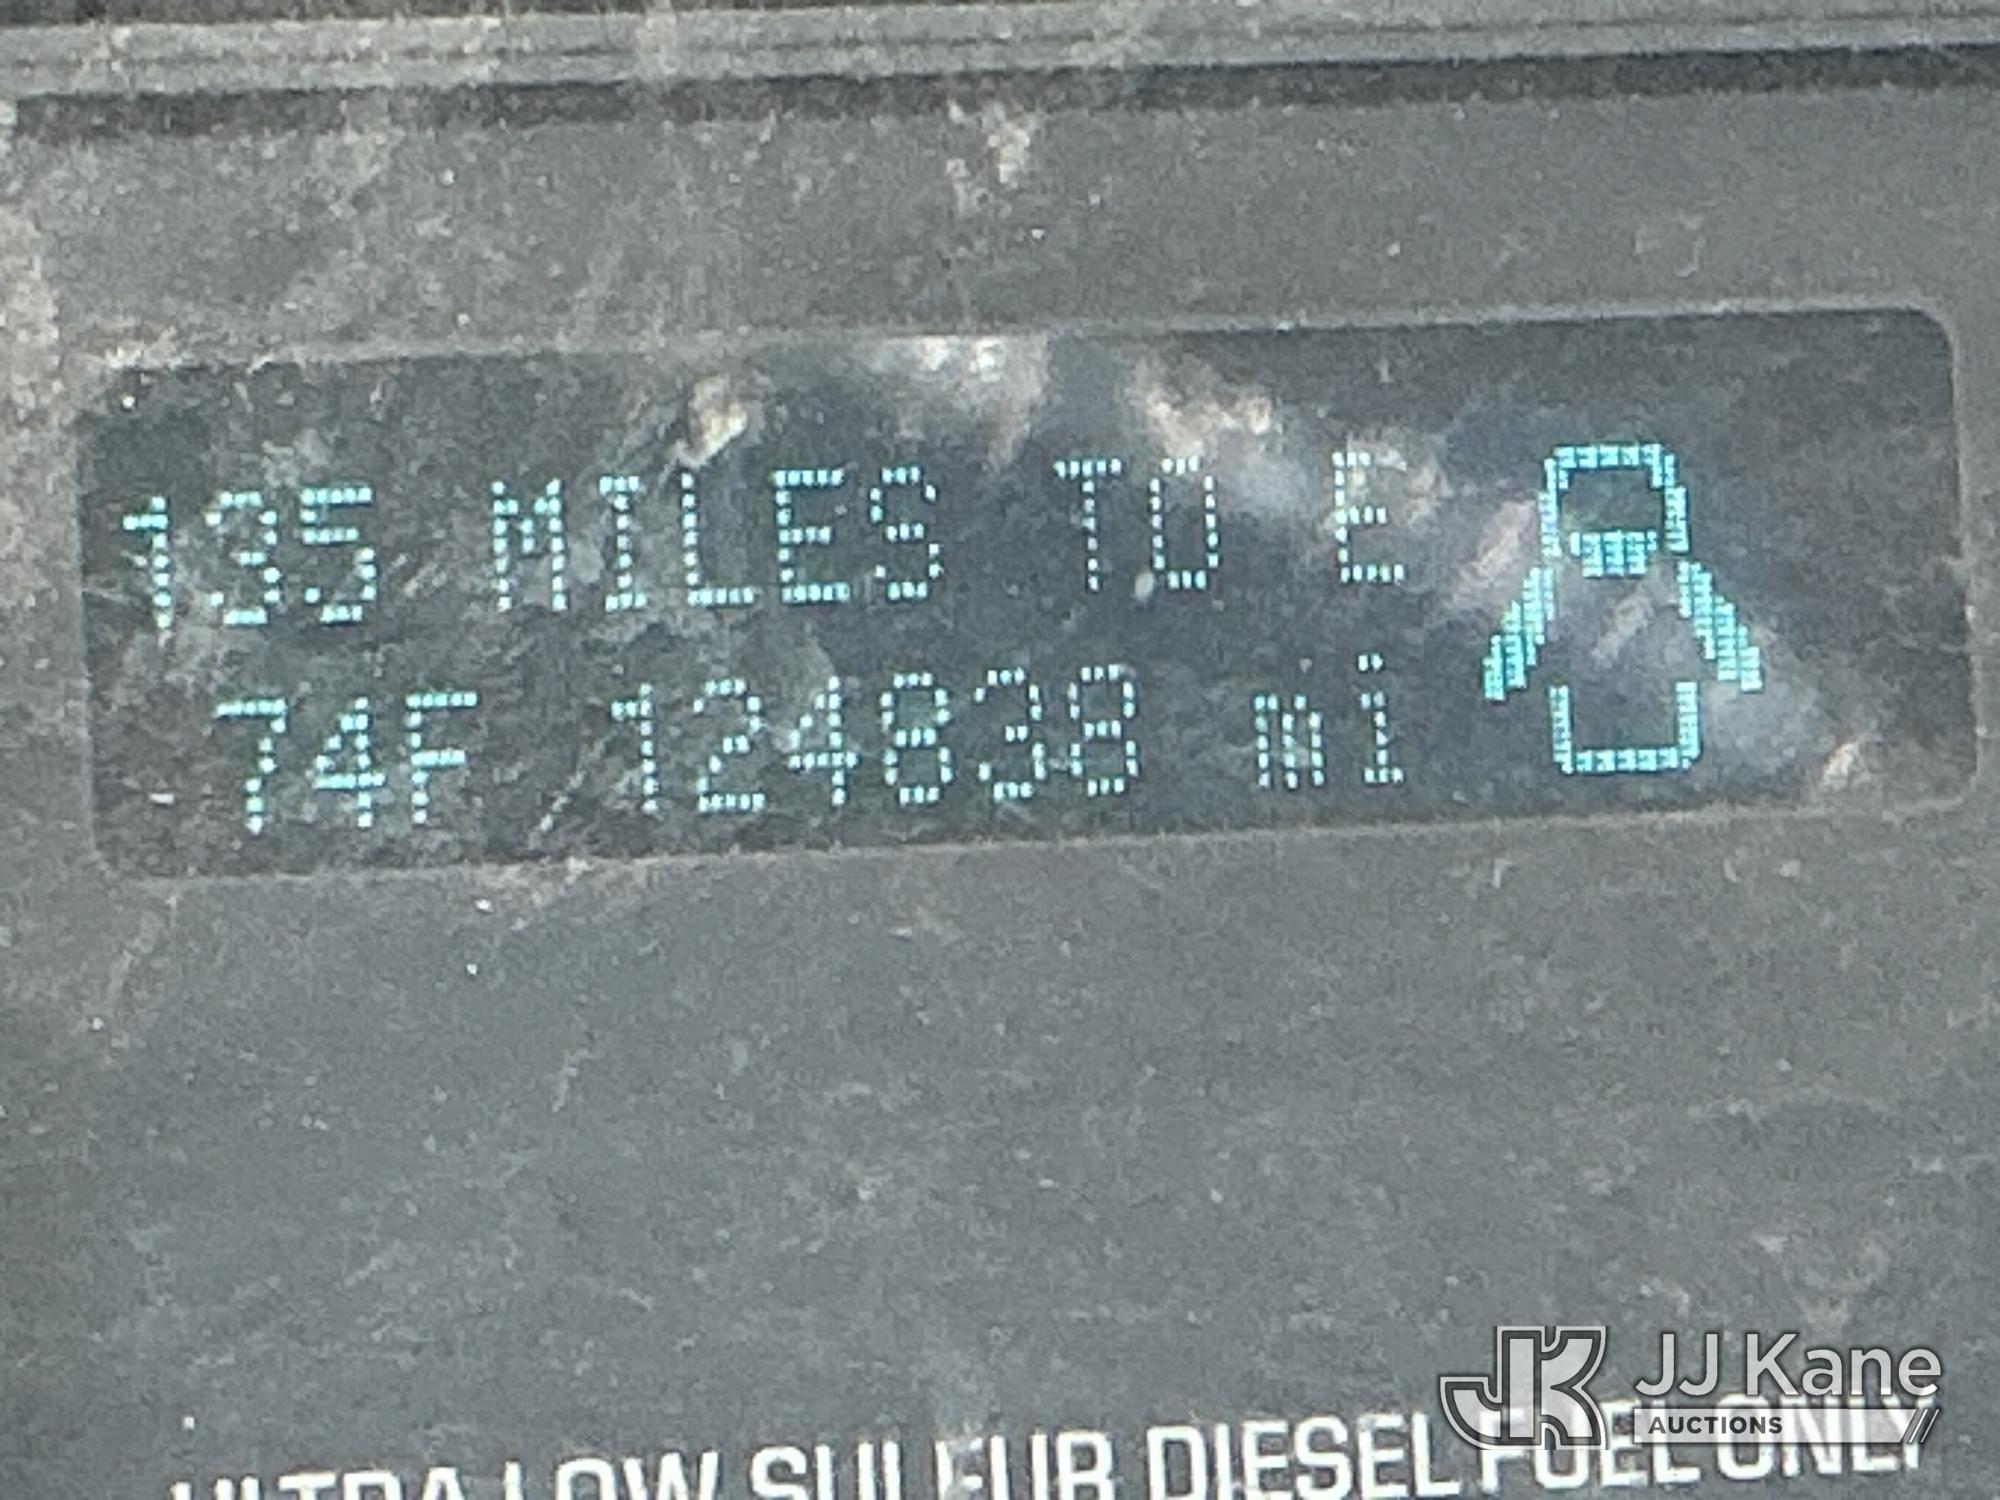 135 MILES TO E
74F 124838 mi
JJ Kane
AUCTIONS
ULTRA LOW SULFUR DIESEL FUEL ONLY